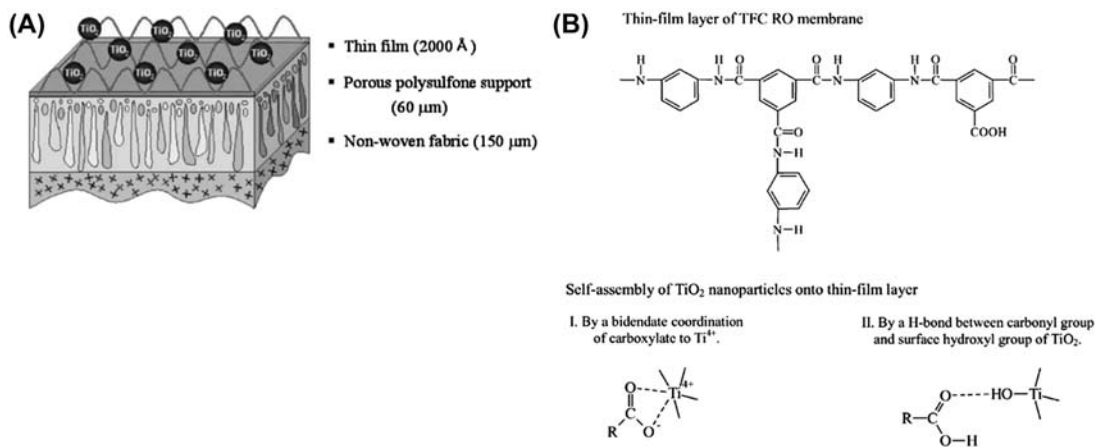 (A)
TiO2
TiO2
TiO2
TiO2
TiO2
TiO2
TiO2
TiO2
TiO2
▪ Thin film (2000 Å)
▪ Porous polysulfone support
(60 μm)
▪ Non-woven fabric (150 μm)
(B)
Thin-film layer of TFC RO membrane
H O O H H O O
N N–C C–N N–C C
H
COOH
C=O
N–H
N–H
Self-assembly of TiO2 nanoparticles onto thin-film layer
I. By a bidendate coordination
of carboxylate to Ti4+.
II. By a H-bond between carbonyl group
and surface hydroxyl group of TiO2.
O Ti 4+
C
R O-
O HO–Ti
R–C
O–H